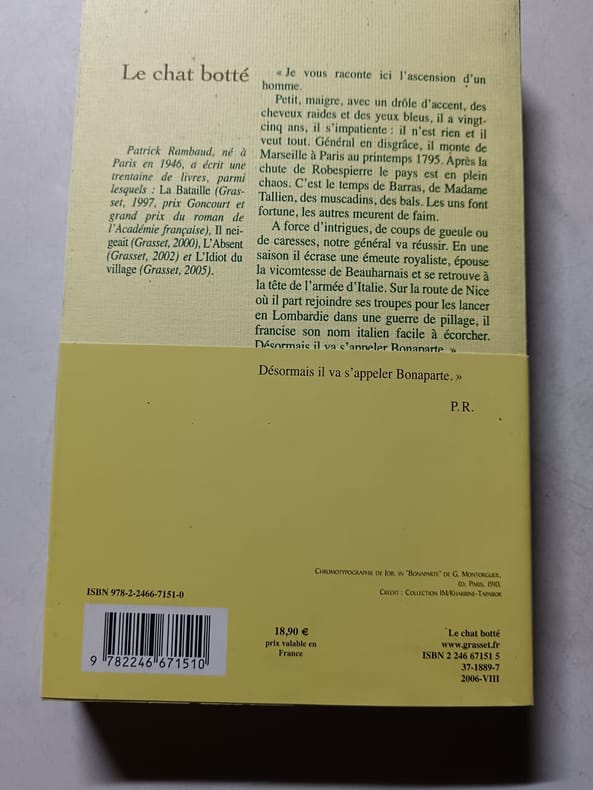 Le chat botté
« Je vous raconte ici l'ascension d'un
homme.
Petit, maigre, avec un drôle d'accent, des
cheveux raides et des yeux bleus, il a vingt-
cinq ans, il s'impatiente : il n'est rien et il
veut tout. Général en disgrâce, il monte de
Marseille à Paris au printemps 1795. Après la
chute de Robespierre le pays est en plein
chaos. C'est le temps de Barras, de Madame
Tallien, des muscadins, des bals. Les uns font
fortune, les autres meurent de faim.
A force d'intrigues, de coups de gueule ou
de caresses, notre général va réussir. En une
saison il écrase une émeute royaliste, épouse
la vicomtesse de Beauharnais et se retrouve à
la tête de l'armée d'Italie. Sur la route de Nice
où il part rejoindre ses troupes pour les lancer
en Lombardie dans une guerre de pillage, il
francise son nom italien facile à écorcher.
Désormais il va s'appeler Bonaparte. »
Patrick Rambaud, né à
Paris en 1946, a écrit une
trentaine de livres, parmi
lesquels : La Bataille (Gras-
set, 1997, prix Goncourt et
grand prix du roman de
l'Académie française), Il nei-
geait (Grasset, 2000), L'Absent
(Grasset, 2002) et L'Idiot du
village (Grasset, 2005).
Désormais il va s'appeler Bonaparte. »
P.R.
Chromotypographie de Job, in "Bonaparte" de G. Montorgueil,
éd. Paris, 1910.
Crédit : Collection IM/Kharbine-Tapabor
ISBN 978-2-2466-7151-0
9 782246 671510
18,90 €
prix valable en
France
Le chat botté
www.grasset.fr
ISBN 2 246 67151 5
37-1889-7
2006-VIII